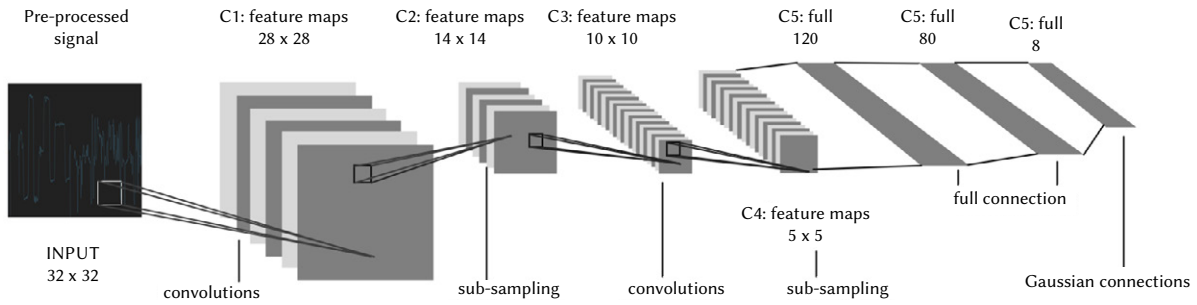 Pre-processed
signal
C1: feature maps
28 x 28
C2: feature maps
14 x 14
C3: feature maps
10 x 10
C5: full
120
C5: full
80
C5: full
8
INPUT
32 x 32
convolutions
sub-sampling
convolutions
C4: feature maps
5 x 5
sub-sampling
full connection
Gaussian connections